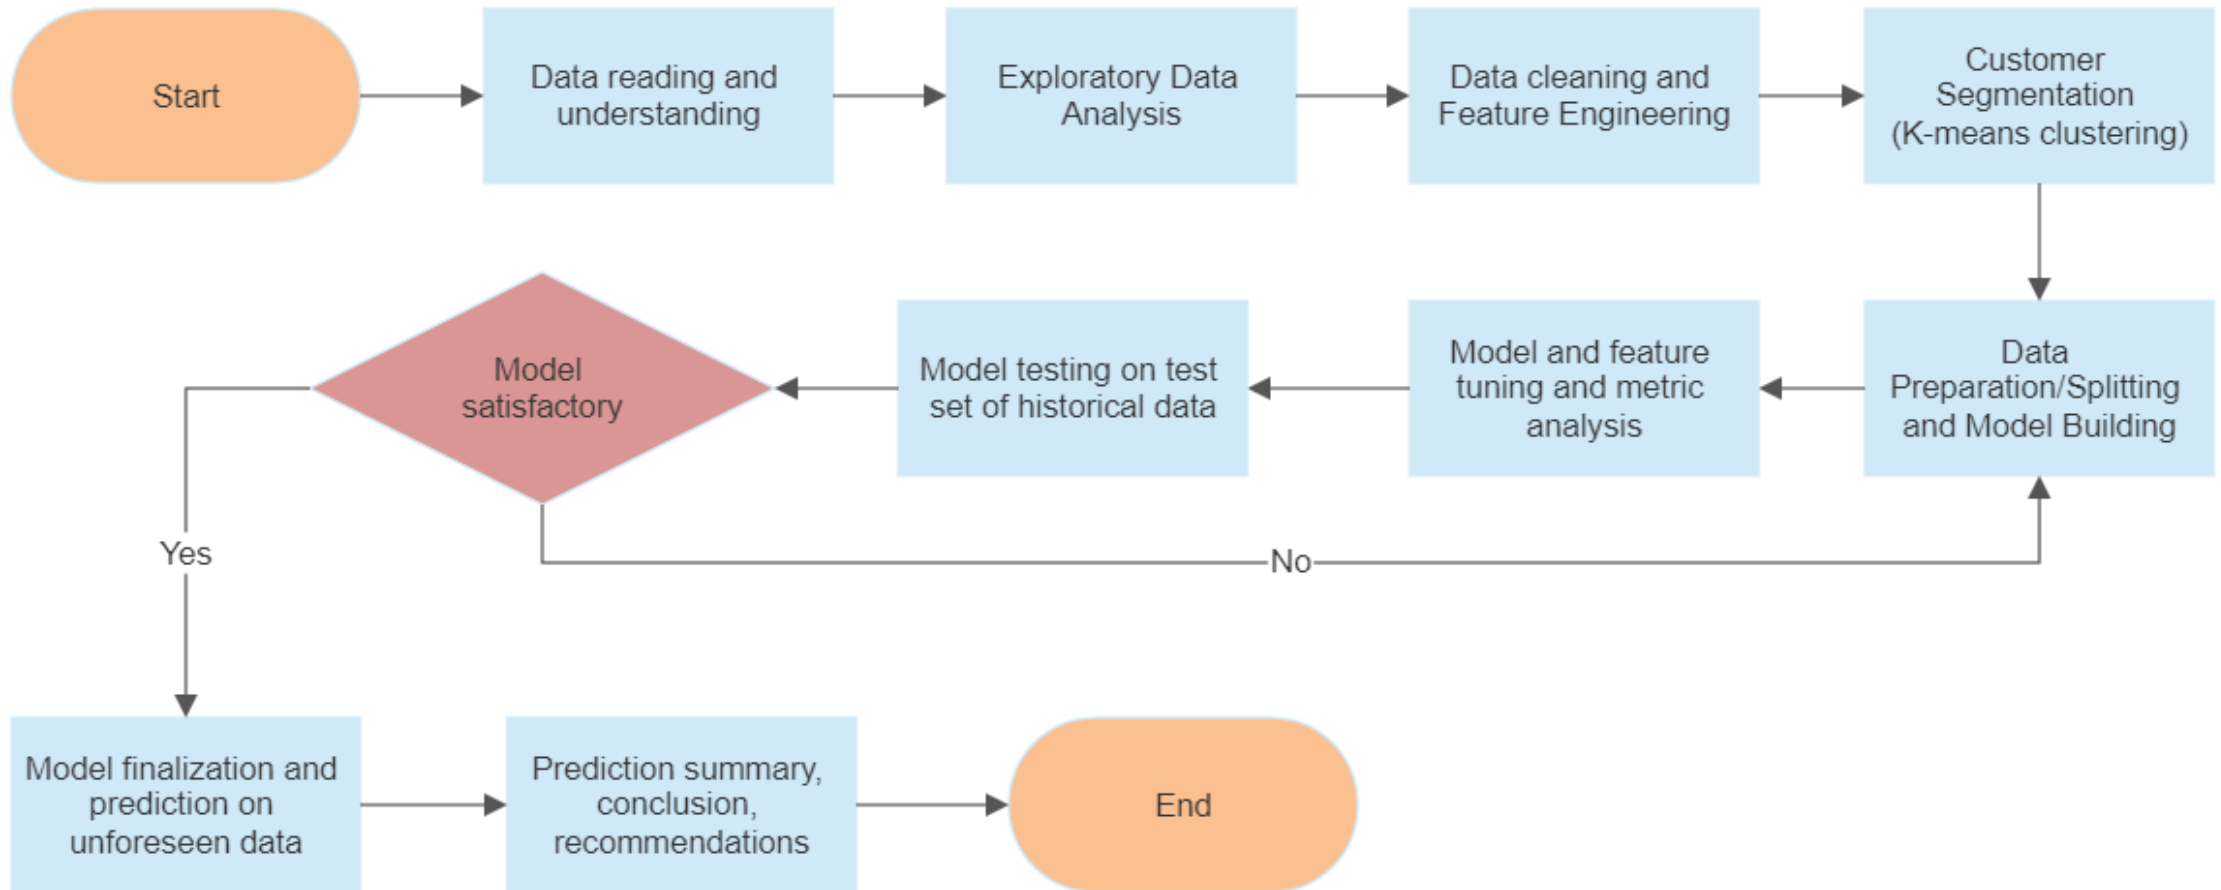 Start
Data reading and
understanding
Exploratory Data
Analysis
Data cleaning and
Feature Engineering
Customer
Segmentation
(K-means clustering)
Model
satisfactory
Model testing on test
set of historical data
Model and feature
tuning and metric
analysis
Data
Preparation/Splitting
and Model Building
Yes
No
Model finalization and
prediction on
unforeseen data
Prediction summary,
conclusion,
recommendations
End